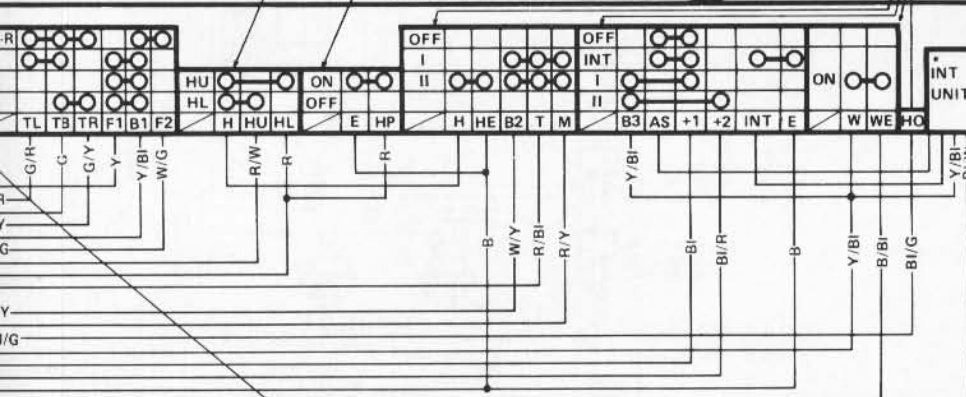 -R OFF OFF *
I INT INT
HU ON II ON I UNIT
HL OFF II
TL TB TR F1 B1 F2 H HU HL E HP H HE B2 T M B3 AS +1 +2 INT E W WE HO
G/R G G/Y Y Y/Bl W/G R/W R R Y/Bl Y/Bl
R
Y
G B W/Y R/Bl R/Y Bl Bl/R B Y/Bl B/Bl Bl/G
Y
l/G